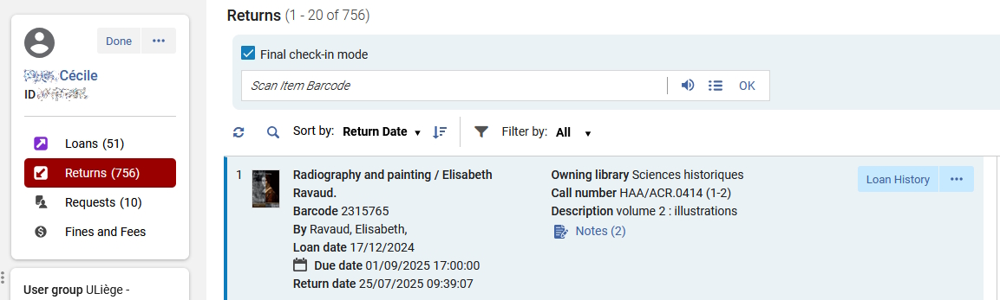 Returns (1 - 20 of 756)
Done
Final check-in mode
Cécile
ID
Scan Item Barcode OK
Sort by: Return Date Filter by: All
Loans (51)
Returns (756)
Requests (10)
Fines and Fees
1
Radiography and painting / Elisabeth
Ravaud.
Barcode 2315765
By Ravaud, Elisabeth,
Loan date 17/12/2024
Due date 01/09/2025 17:00:00
Return date 25/07/2025 09:39:07
Owning library Sciences historiques
Call number HAA/ACR.0414 (1-2)
Description volume 2 : illustrations
Notes (2)
Loan History
User group ULiège -